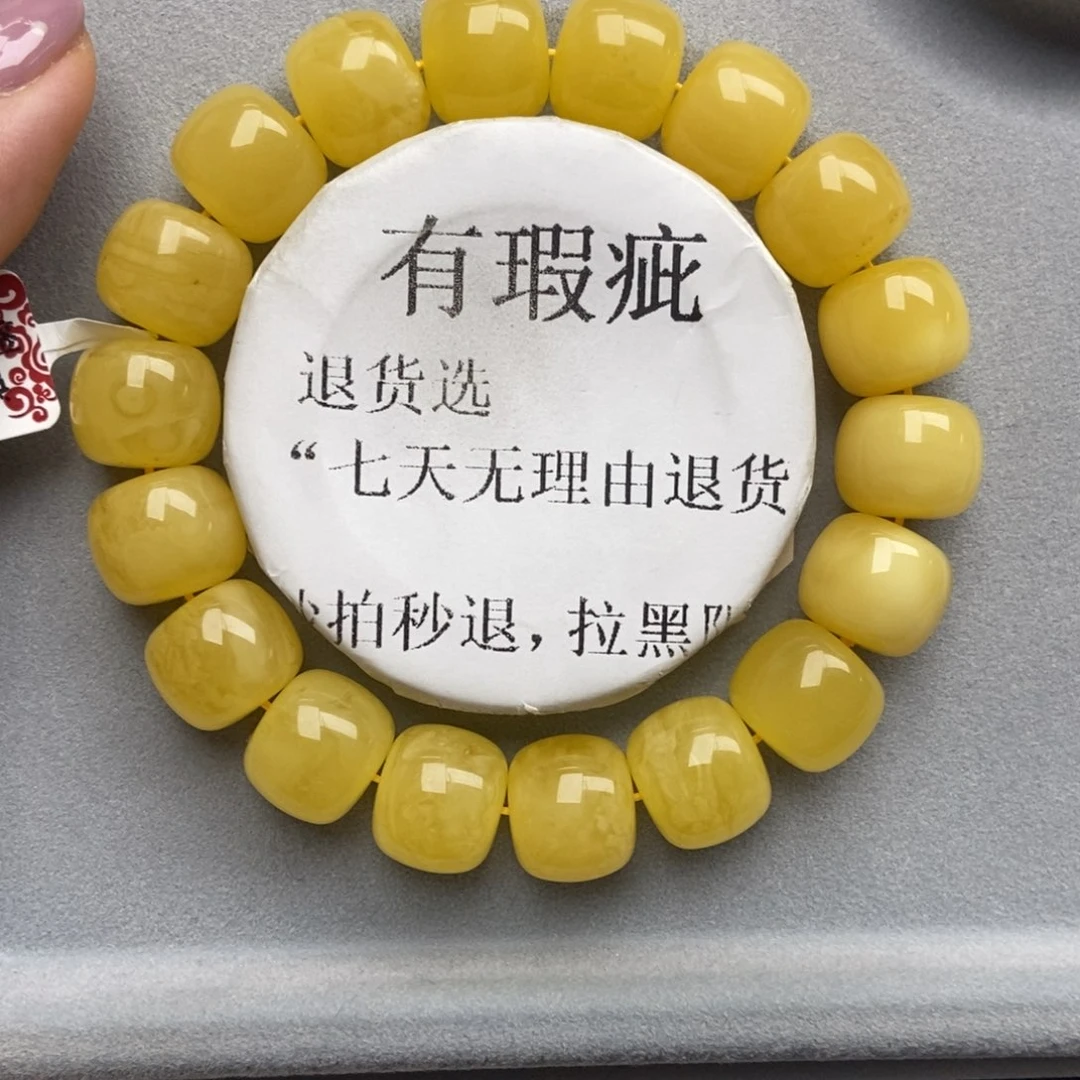 有瑕疵
退货选
“七天无理由退货
拍秒退，拉黑